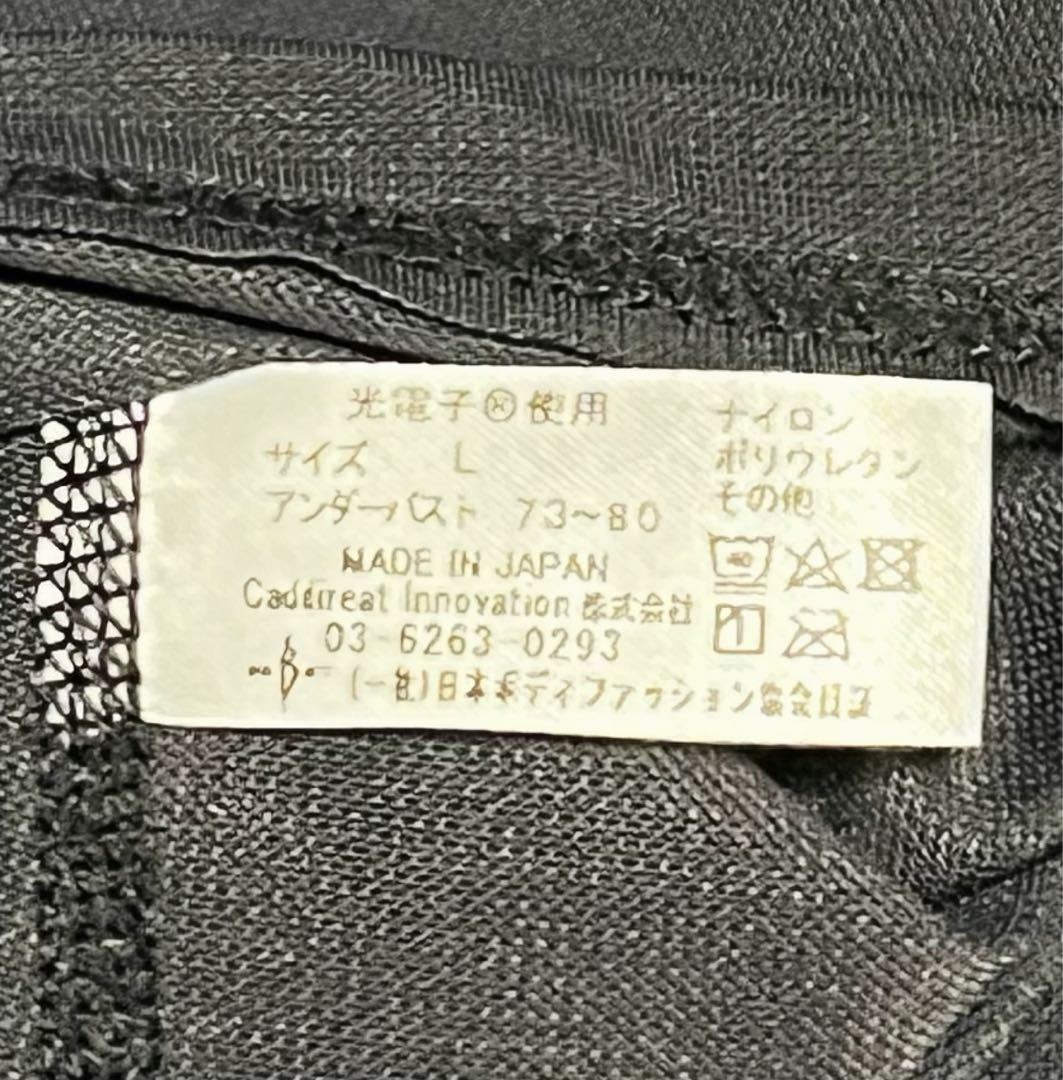 光電子®使用
サイズ L
アンダーバスト 73~80
MADE IN JAPAN
Innovation 株式会社
03-6263-0293
(一社)日本ボディファッション協会員証
ナイロン
ポリウレタン
その他